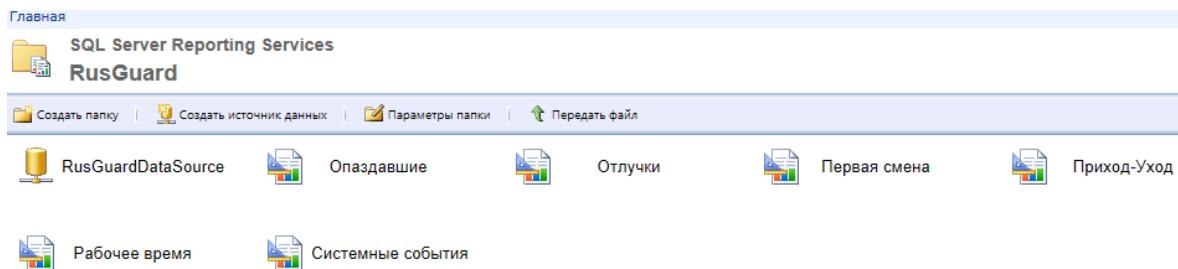 Главная
SQL Server Reporting Services
RusGuard
Создать папку Создать источник данных Параметры папки Передать файл
RusGuardDataSource Опаздавшие Отлучки Первая смена Приход-Уход
Рабочее время Системные события